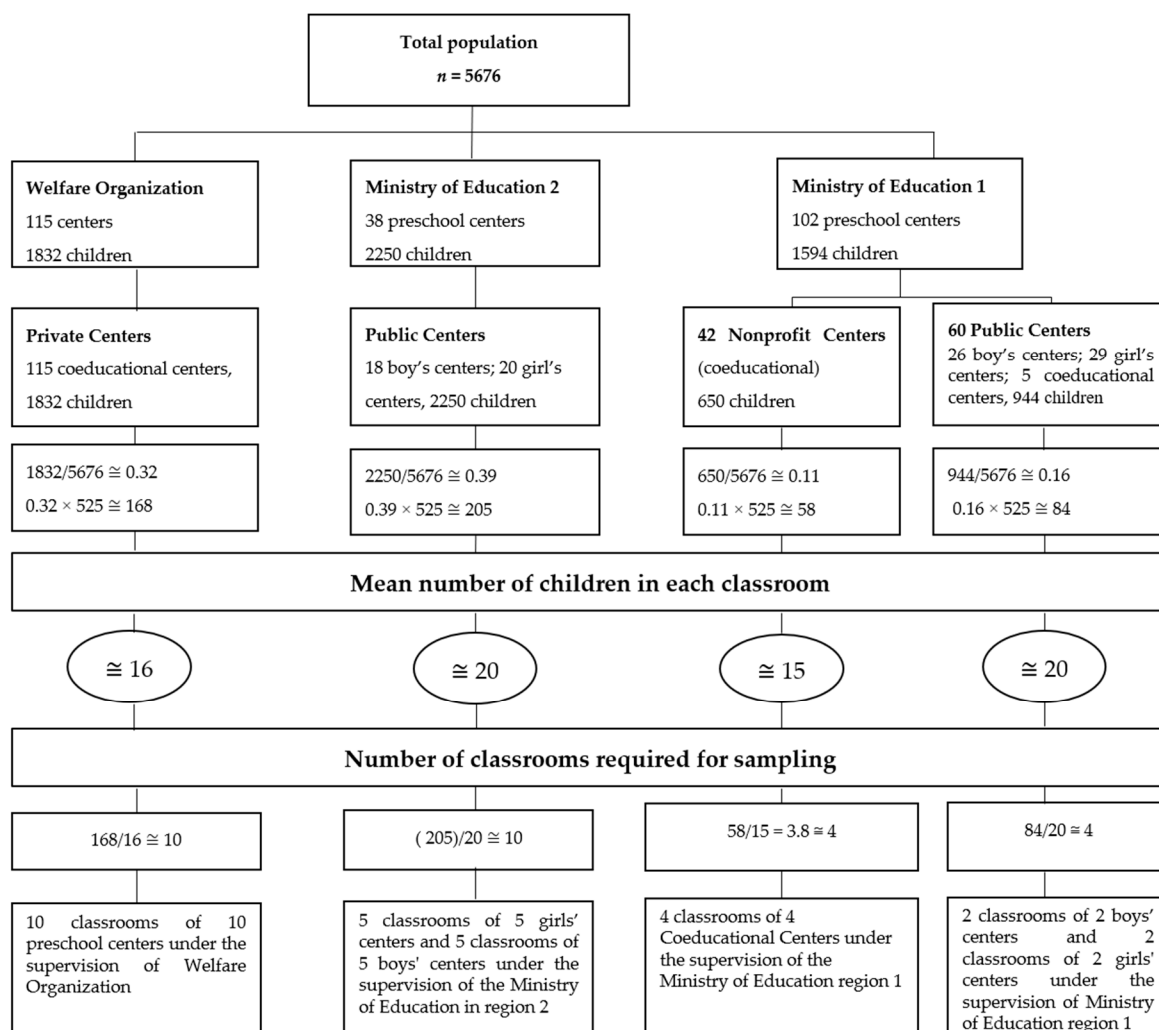 Total population
n = 5676
Welfare Organization
115 centers
1832 children
Ministry of Education 2
38 preschool centers
2250 children
Ministry of Education 1
102 preschool centers
1594 children
Private Centers
115 coeducational centers,
1832 children
Public Centers
18 boy’s centers; 20 girl’s
centers, 2250 children
42 Nonprofit Centers
(coeducational)
650 children
60 Public Centers
26 boy’s centers; 29 girl’s
centers; 5 coeducational
centers, 944 children
1832/5676 ≅ 0.32
0.32 × 525 ≅ 168
2250/5676 ≅ 0.39
0.39 × 525 ≅ 205
650/5676 ≅ 0.11
0.11 × 525 ≅ 58
944/5676 ≅ 0.16
0.16 × 525 ≅ 84
Mean number of children in each classroom
≅ 16
≅ 20
≅ 15
≅ 20
Number of classrooms required for sampling
168/16 ≅ 10
( 205)/20 ≅ 10
58/15 = 3.8 ≅ 4
84/20 ≅ 4
10 classrooms of 10
preschool centers under the
supervision of Welfare
Organization
5 classrooms of 5 girls’
centers and 5 classrooms of
5 boys' centers under the
supervision of the Ministry
of Education in region 2
4 classrooms of 4
Coeducational Centers under
the supervision of the
Ministry of Education region 1
2 classrooms of 2 boys’
centers and 2
classrooms of 2 girls'
centers under the
supervision of Ministry
of Education region 1